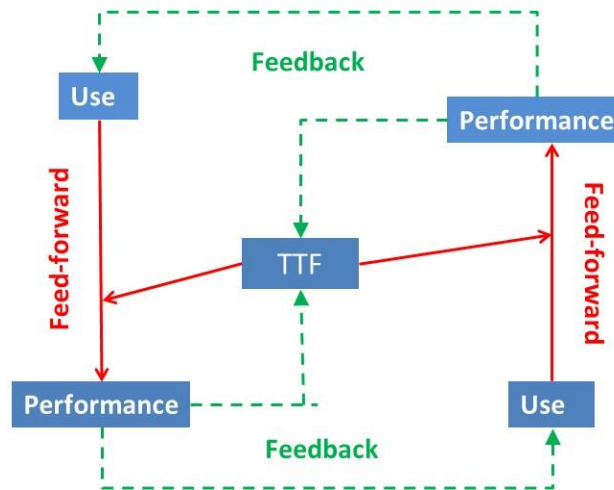 Feedback
Use
Performance
Feed-forward
Feed-forward
TTF
Performance
Use
Feedback